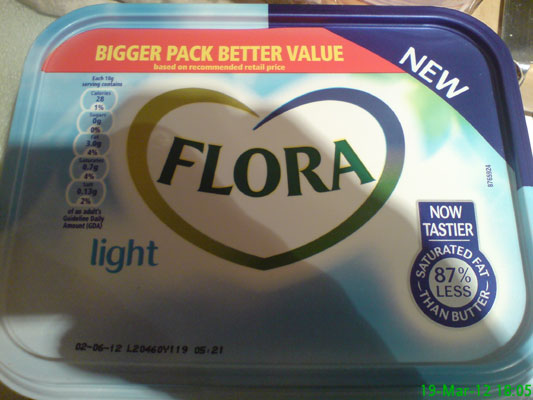 BIGGER PACK BETTER VALUE
based on recommended retail price
NEW
Each 10g
serving contains
Calories
28
1%
Sugars
0g
0%
Fat
3.0g
4%
Saturates
0.7g
4%
Salt
0.13g
2%
of an adult's
Guideline Daily
Amount (GDA)
FLORA
light
8765924
NOW
TASTIER
SATURATED FAT
87%
LESS
THAN BUTTER
02-06-12 L20460Y119 05:21
19-Mar-12 18:05